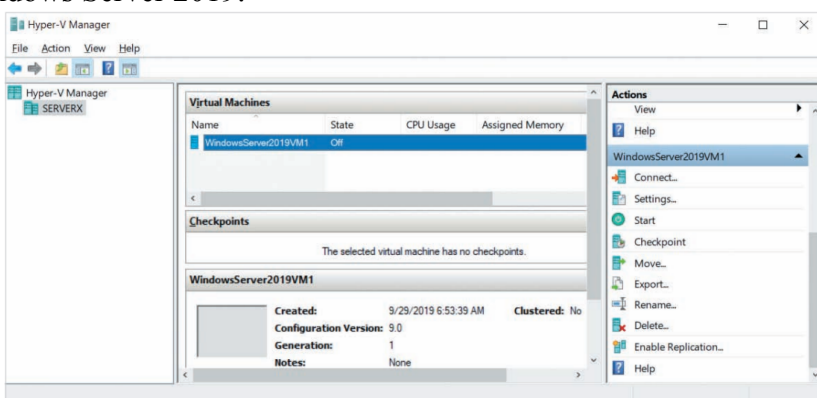 Windows Server 2019.
Hyper-V Manager
File Action View Help
Hyper-V Manager
SERVERX
Virtual Machines
Name State CPU Usage Assigned Memory
WindowsServer2019VM1 Off
Checkpoints
The selected virtual machine has no checkpoints.
WindowsServer2019VM1
Created: 9/29/2019 6:53:39 AM Clustered: No
Configuration Version: 9.0
Generation: 1
Notes: None
Actions
View
Help
WindowsServer2019VM1
Connect...
Settings...
Start
Checkpoint
Move...
Export...
Rename...
Delete...
Enable Replication...
Help